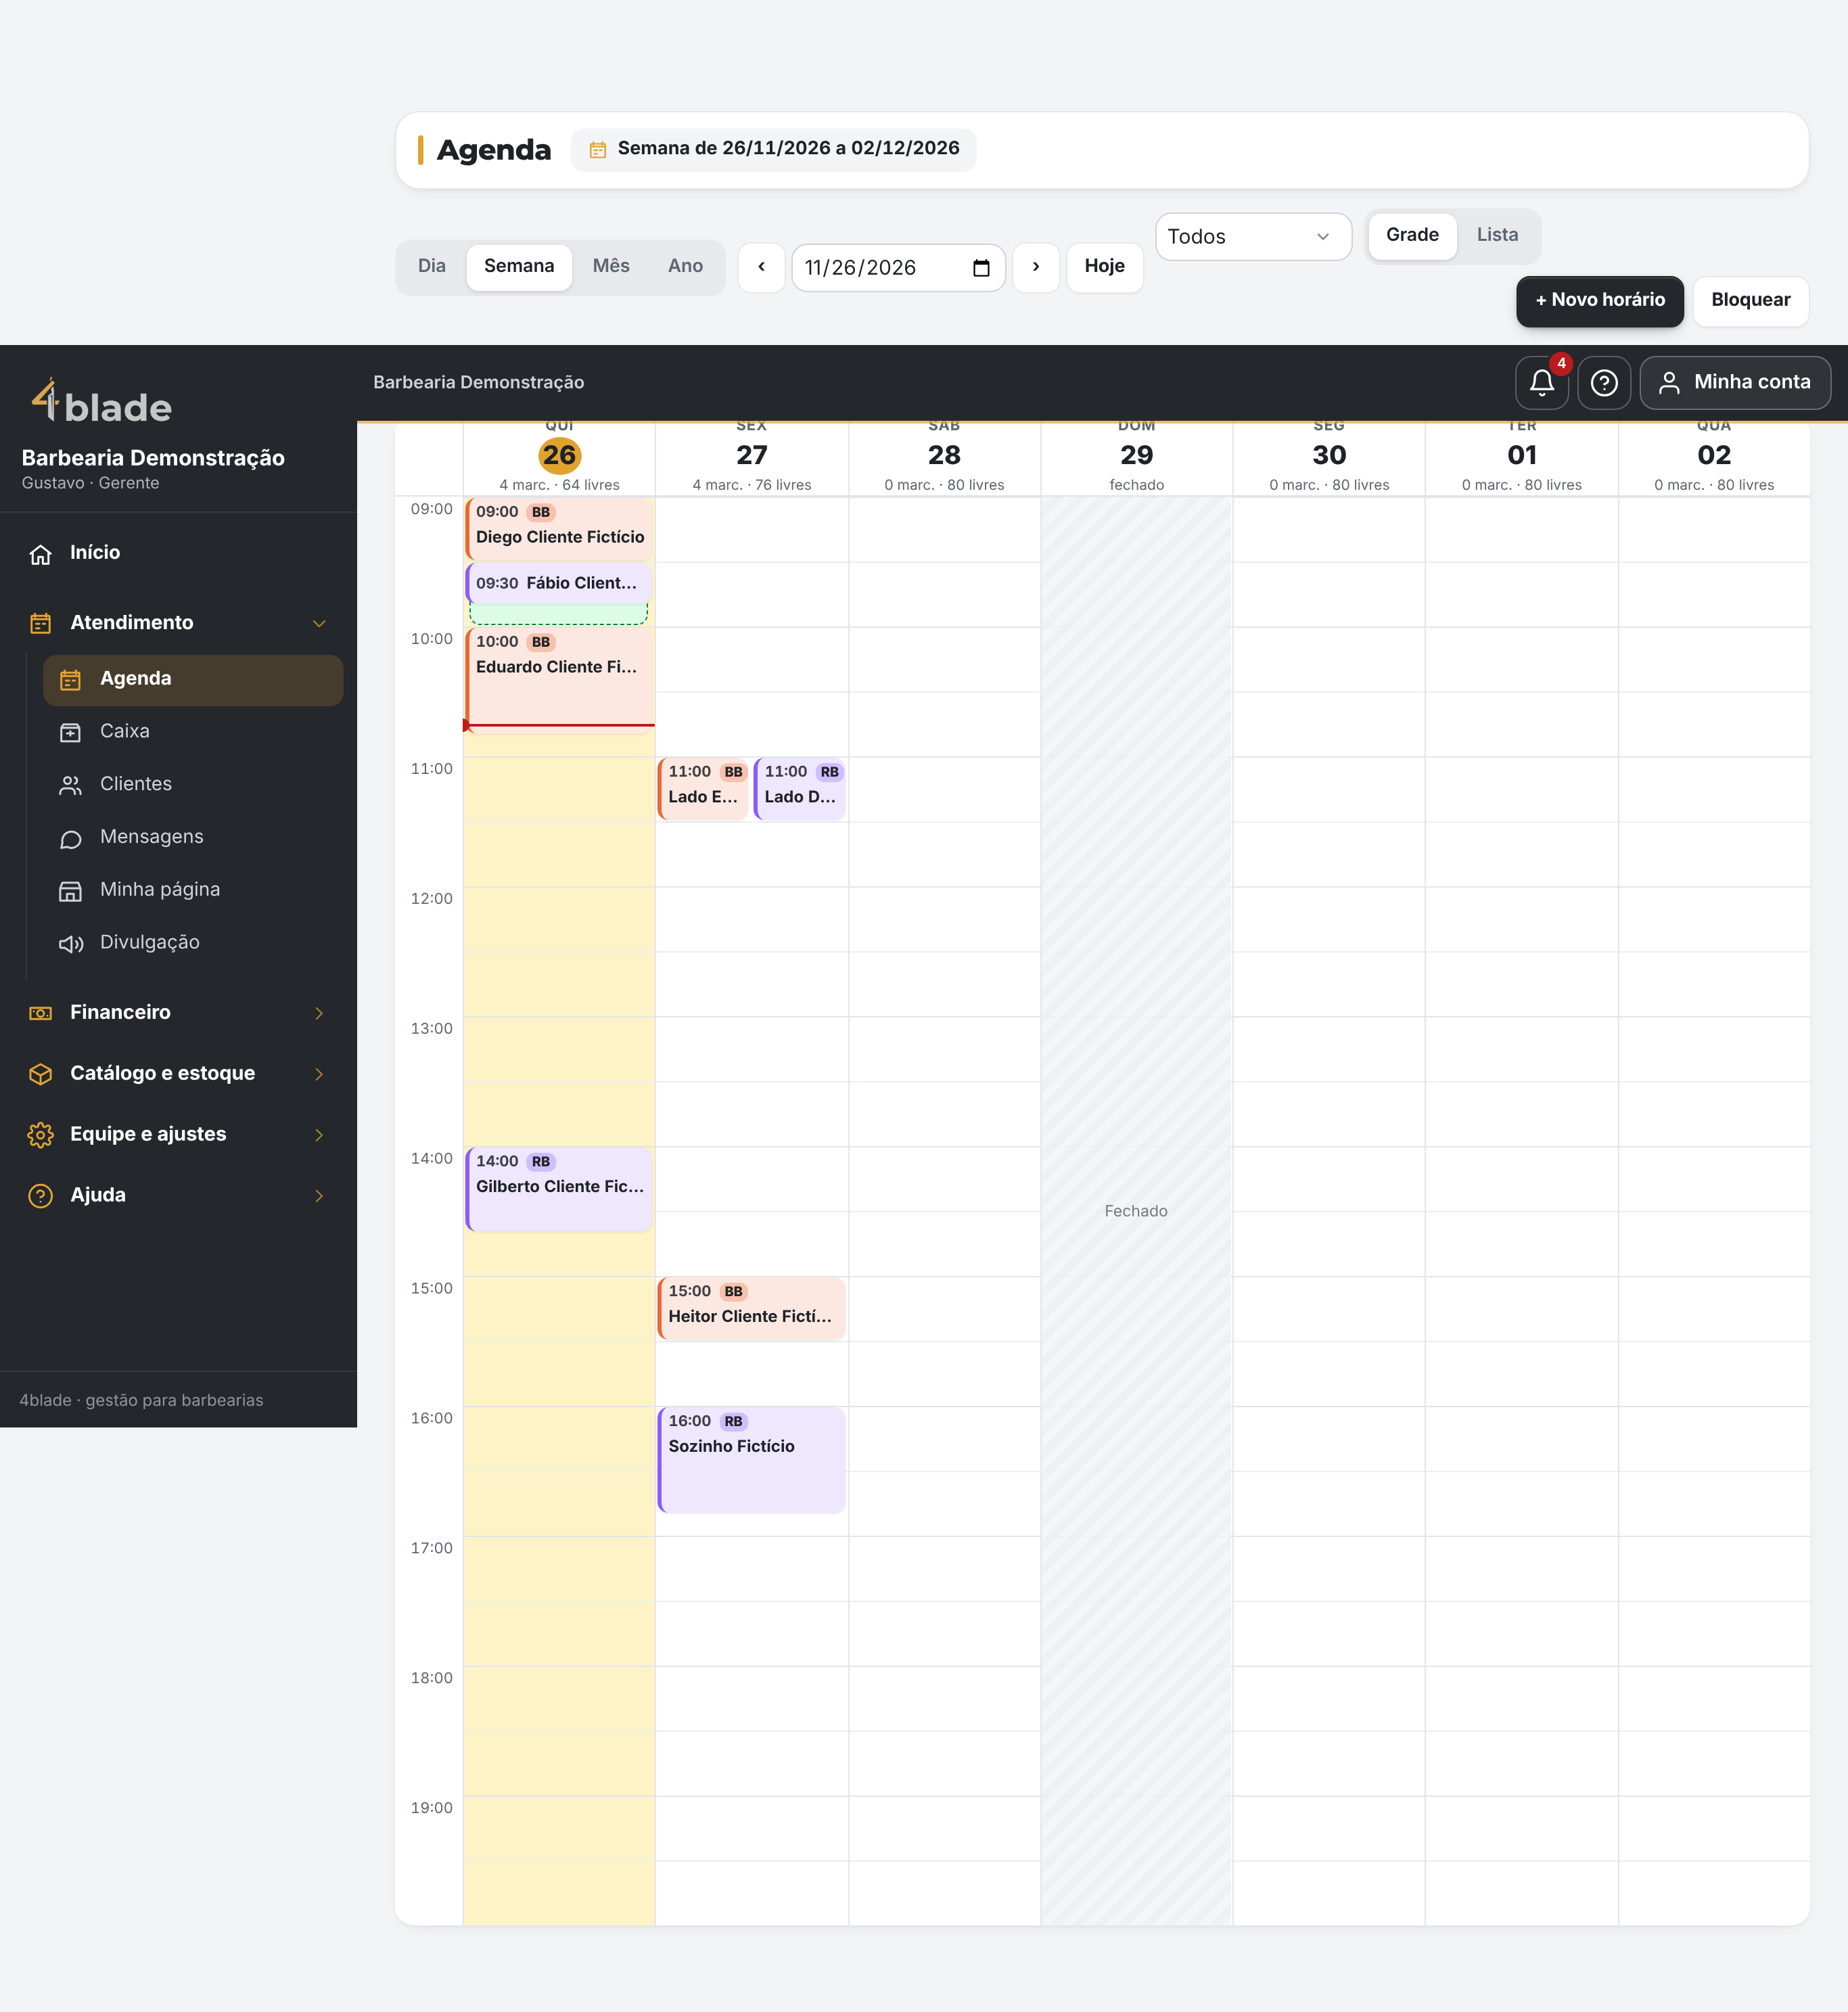 Agenda
Semana de 26/11/2026 a 02/12/2026
Todos
Grade
Lista
Dia
Semana
Mês
Ano
‹
11/26/2026
›
Hoje
+ Novo horário
Bloquear
4blade
Barbearia Demonstração
Gustavo · Gerente
Início
Atendimento
Agenda
Caixa
Clientes
Mensagens
Minha página
Divulgação
Financeiro
Catálogo e estoque
Equipe e ajustes
Ajuda
4blade · gestão para barbearias
Barbearia Demonstração
4
Minha conta
QUI
SEX
SÁB
DOM
SEG
TER
QUA
26
27
28
29
30
01
02
4 marc. · 64 livres
4 marc. · 76 livres
0 marc. · 80 livres
fechado
0 marc. · 80 livres
0 marc. · 80 livres
0 marc. · 80 livres
09:00
09:00 BB
Diego Cliente Fictício
09:30 Fábio Client...
10:00
10:00 BB
Eduardo Cliente Fi...
11:00
11:00 BB
Lado E...
11:00 RB
Lado D...
12:00
13:00
14:00
14:00 RB
Gilberto Cliente Fic...
Fechado
15:00
15:00 BB
Heitor Cliente Fictí...
16:00
16:00 RB
Sozinho Fictício
17:00
18:00
19:00